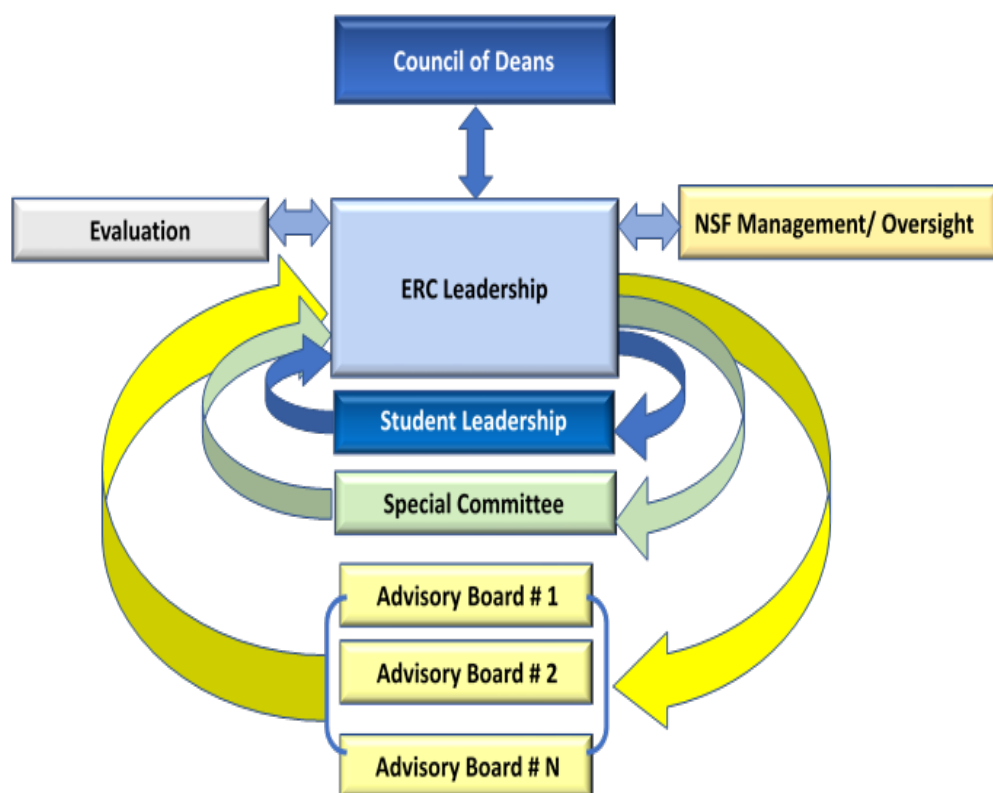 Council of Deans
Evaluation
NSF Management/ Oversight
ERC Leadership
Student Leadership
Special Committee
Advisory Board # 1
Advisory Board # 2
Advisory Board # N